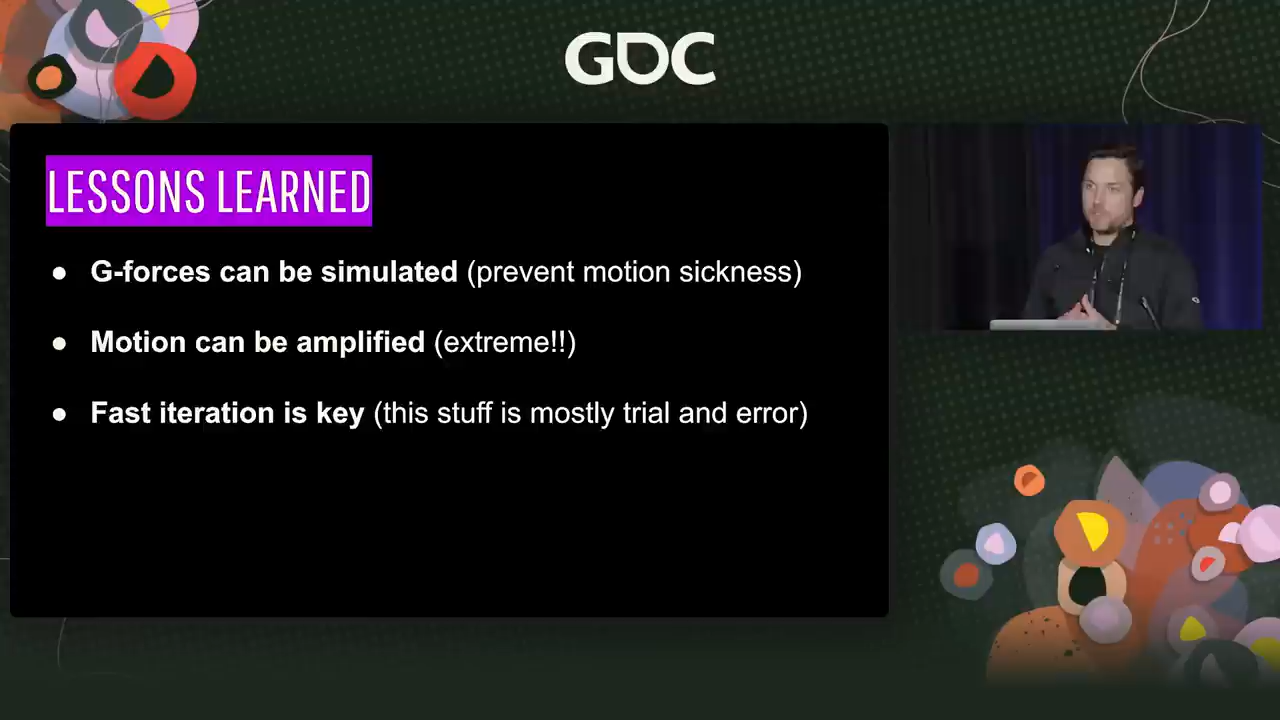 GDC
LESSONS LEARNED
● G-forces can be simulated (prevent motion sickness)
● Motion can be amplified (extreme!!)
● Fast iteration is key (this stuff is mostly trial and error)